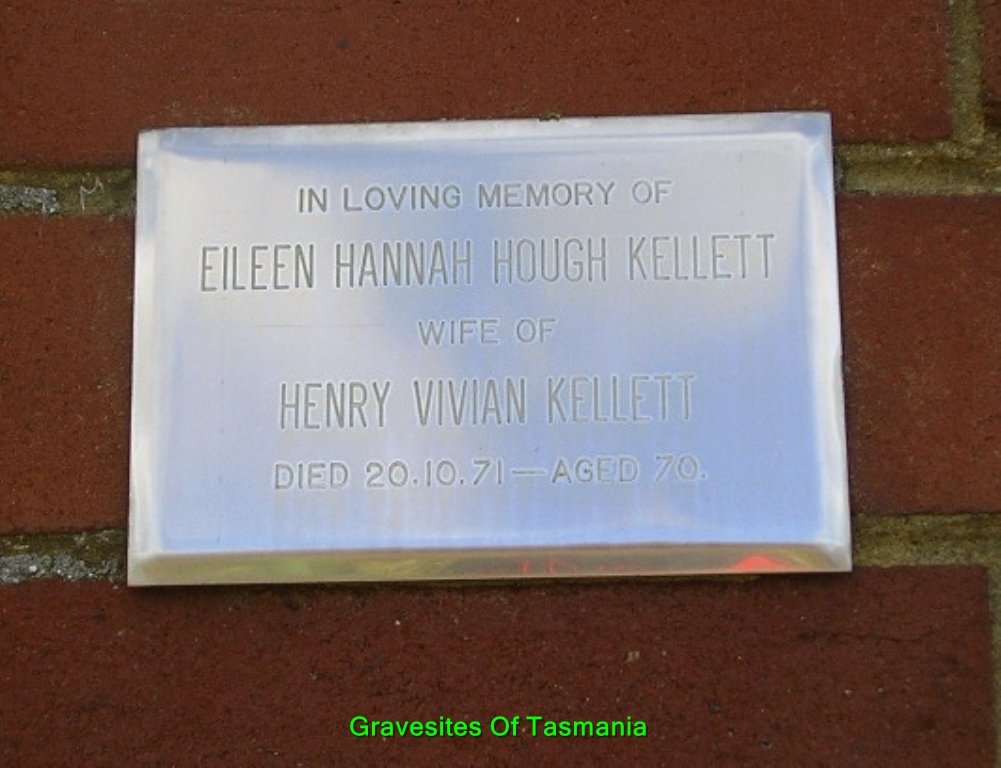 IN LOVING MEMORY OF
EILEEN HANNAH HOUGH KELLETT
WIFE OF
HENRY VIVIAN KELLETT
DIED 20.10.71—AGED 70.
Gravesites Of Tasmania